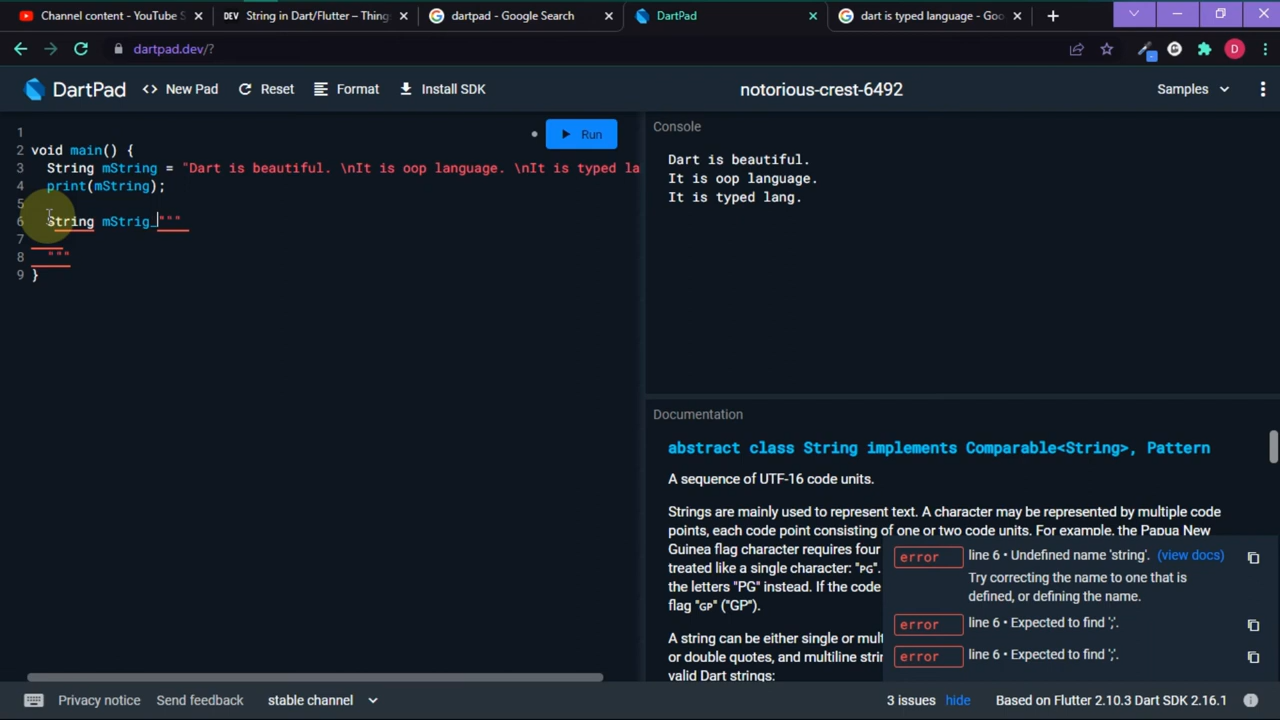 Channel content - YouTube S
DEV String in Dart/Flutter – Thing
dartpad - Google Search
DartPad
dart is typed language - Goo
dartpad.dev/?
D
DartPad
<> New Pad
Reset
Format
Install SDK
notorious-crest-6492
Samples
Run
1
2 void main() {
3 String mString = "Dart is beautiful. \nIt is oop language. \nIt is typed la
4 print(mString);
5
6 String mStrig_"""
7
8 """
9 }
Console
Dart is beautiful.
It is oop language.
It is typed lang.
Documentation
abstract class String implements Comparable<String>, Pattern
A sequence of UTF-16 code units.
Strings are mainly used to represent text. A character may be represented by multiple code
points, each code point consisting of one or two code units. For example, the Papua New
Guinea flag character requires four
treated like a single character: "🇵🇬".
the letters "PG" instead. If the code
flag "🇬🇵" ("GP").
A string can be either single or mult
or double quotes, and multiline strin
valid Dart strings:
error line 6 • Undefined name 'string'. (view docs)
Try correcting the name to one that is
defined, or defining the name.
error line 6 • Expected to find ';'.
error line 6 • Expected to find ';'.
Privacy notice
Send feedback
stable channel
3 issues hide
Based on Flutter 2.10.3 Dart SDK 2.16.1